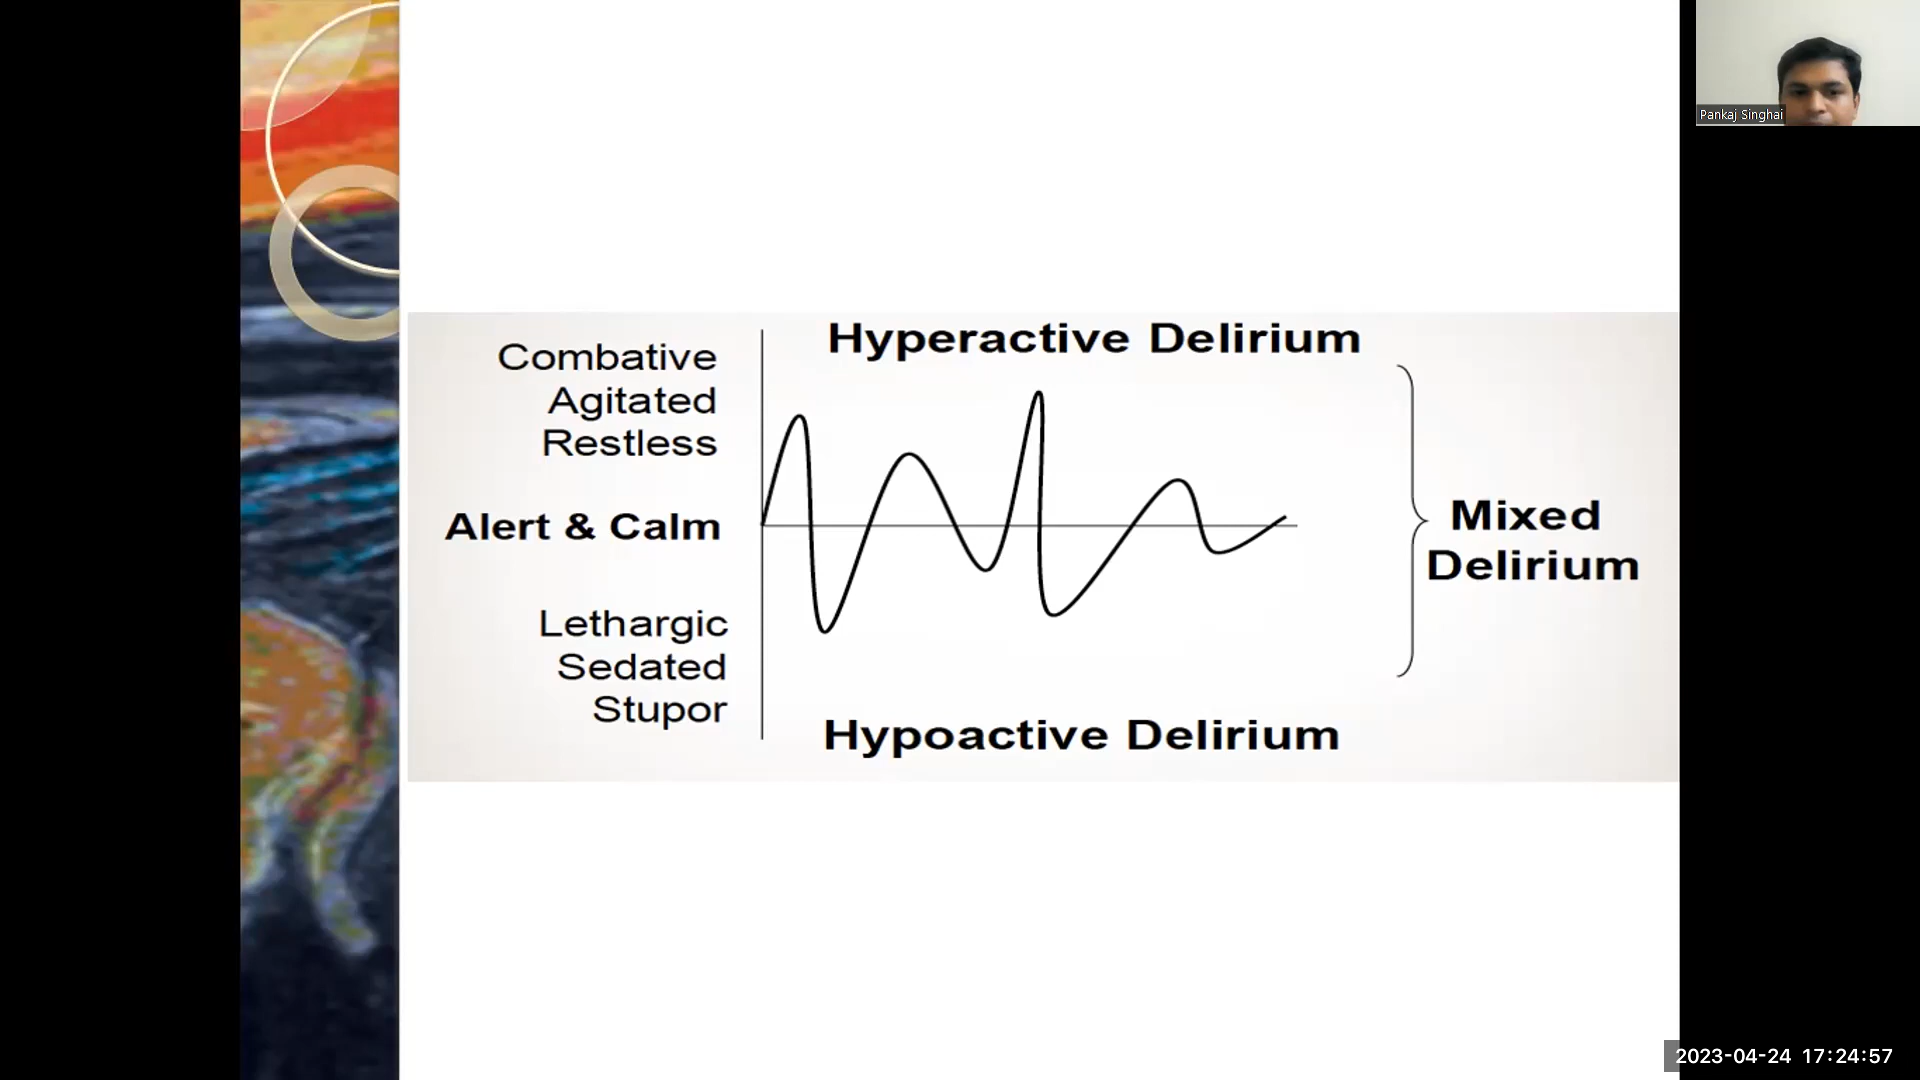 Pankaj Singhai
Hyperactive Delirium
Combative
Agitated
Restless
Alert & Calm
Lethargic
Sedated
Stupor
Hypoactive Delirium
Mixed
Delirium
2023-04-24 17:24:57